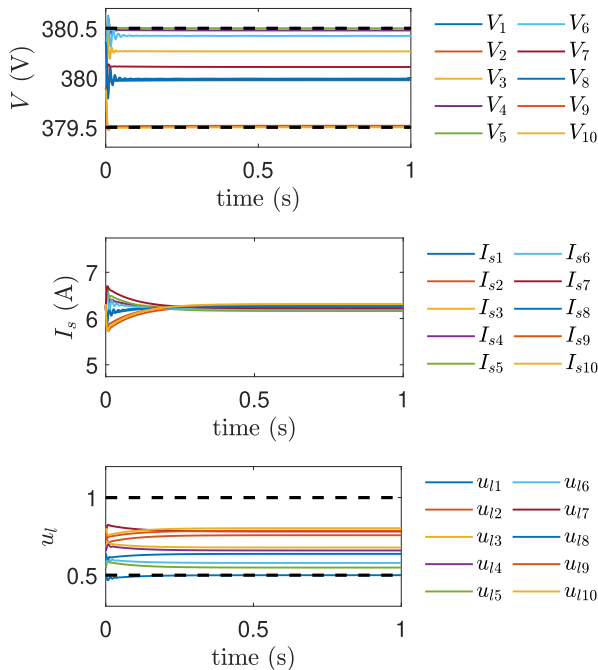 380.5
380
379.5
V (V)
0 0.5 1
time (s)
V1 V6
V2 V7
V3 V8
V4 V9
V5 V10
7
6
5
Is (A)
0 0.5 1
time (s)
Is1 Is6
Is2 Is7
Is3 Is8
Is4 Is9
Is5 Is10
1
0.5
ul
0 0.5 1
time (s)
ul1 ul6
ul2 ul7
ul3 ul8
ul4 ul9
ul5 ul10